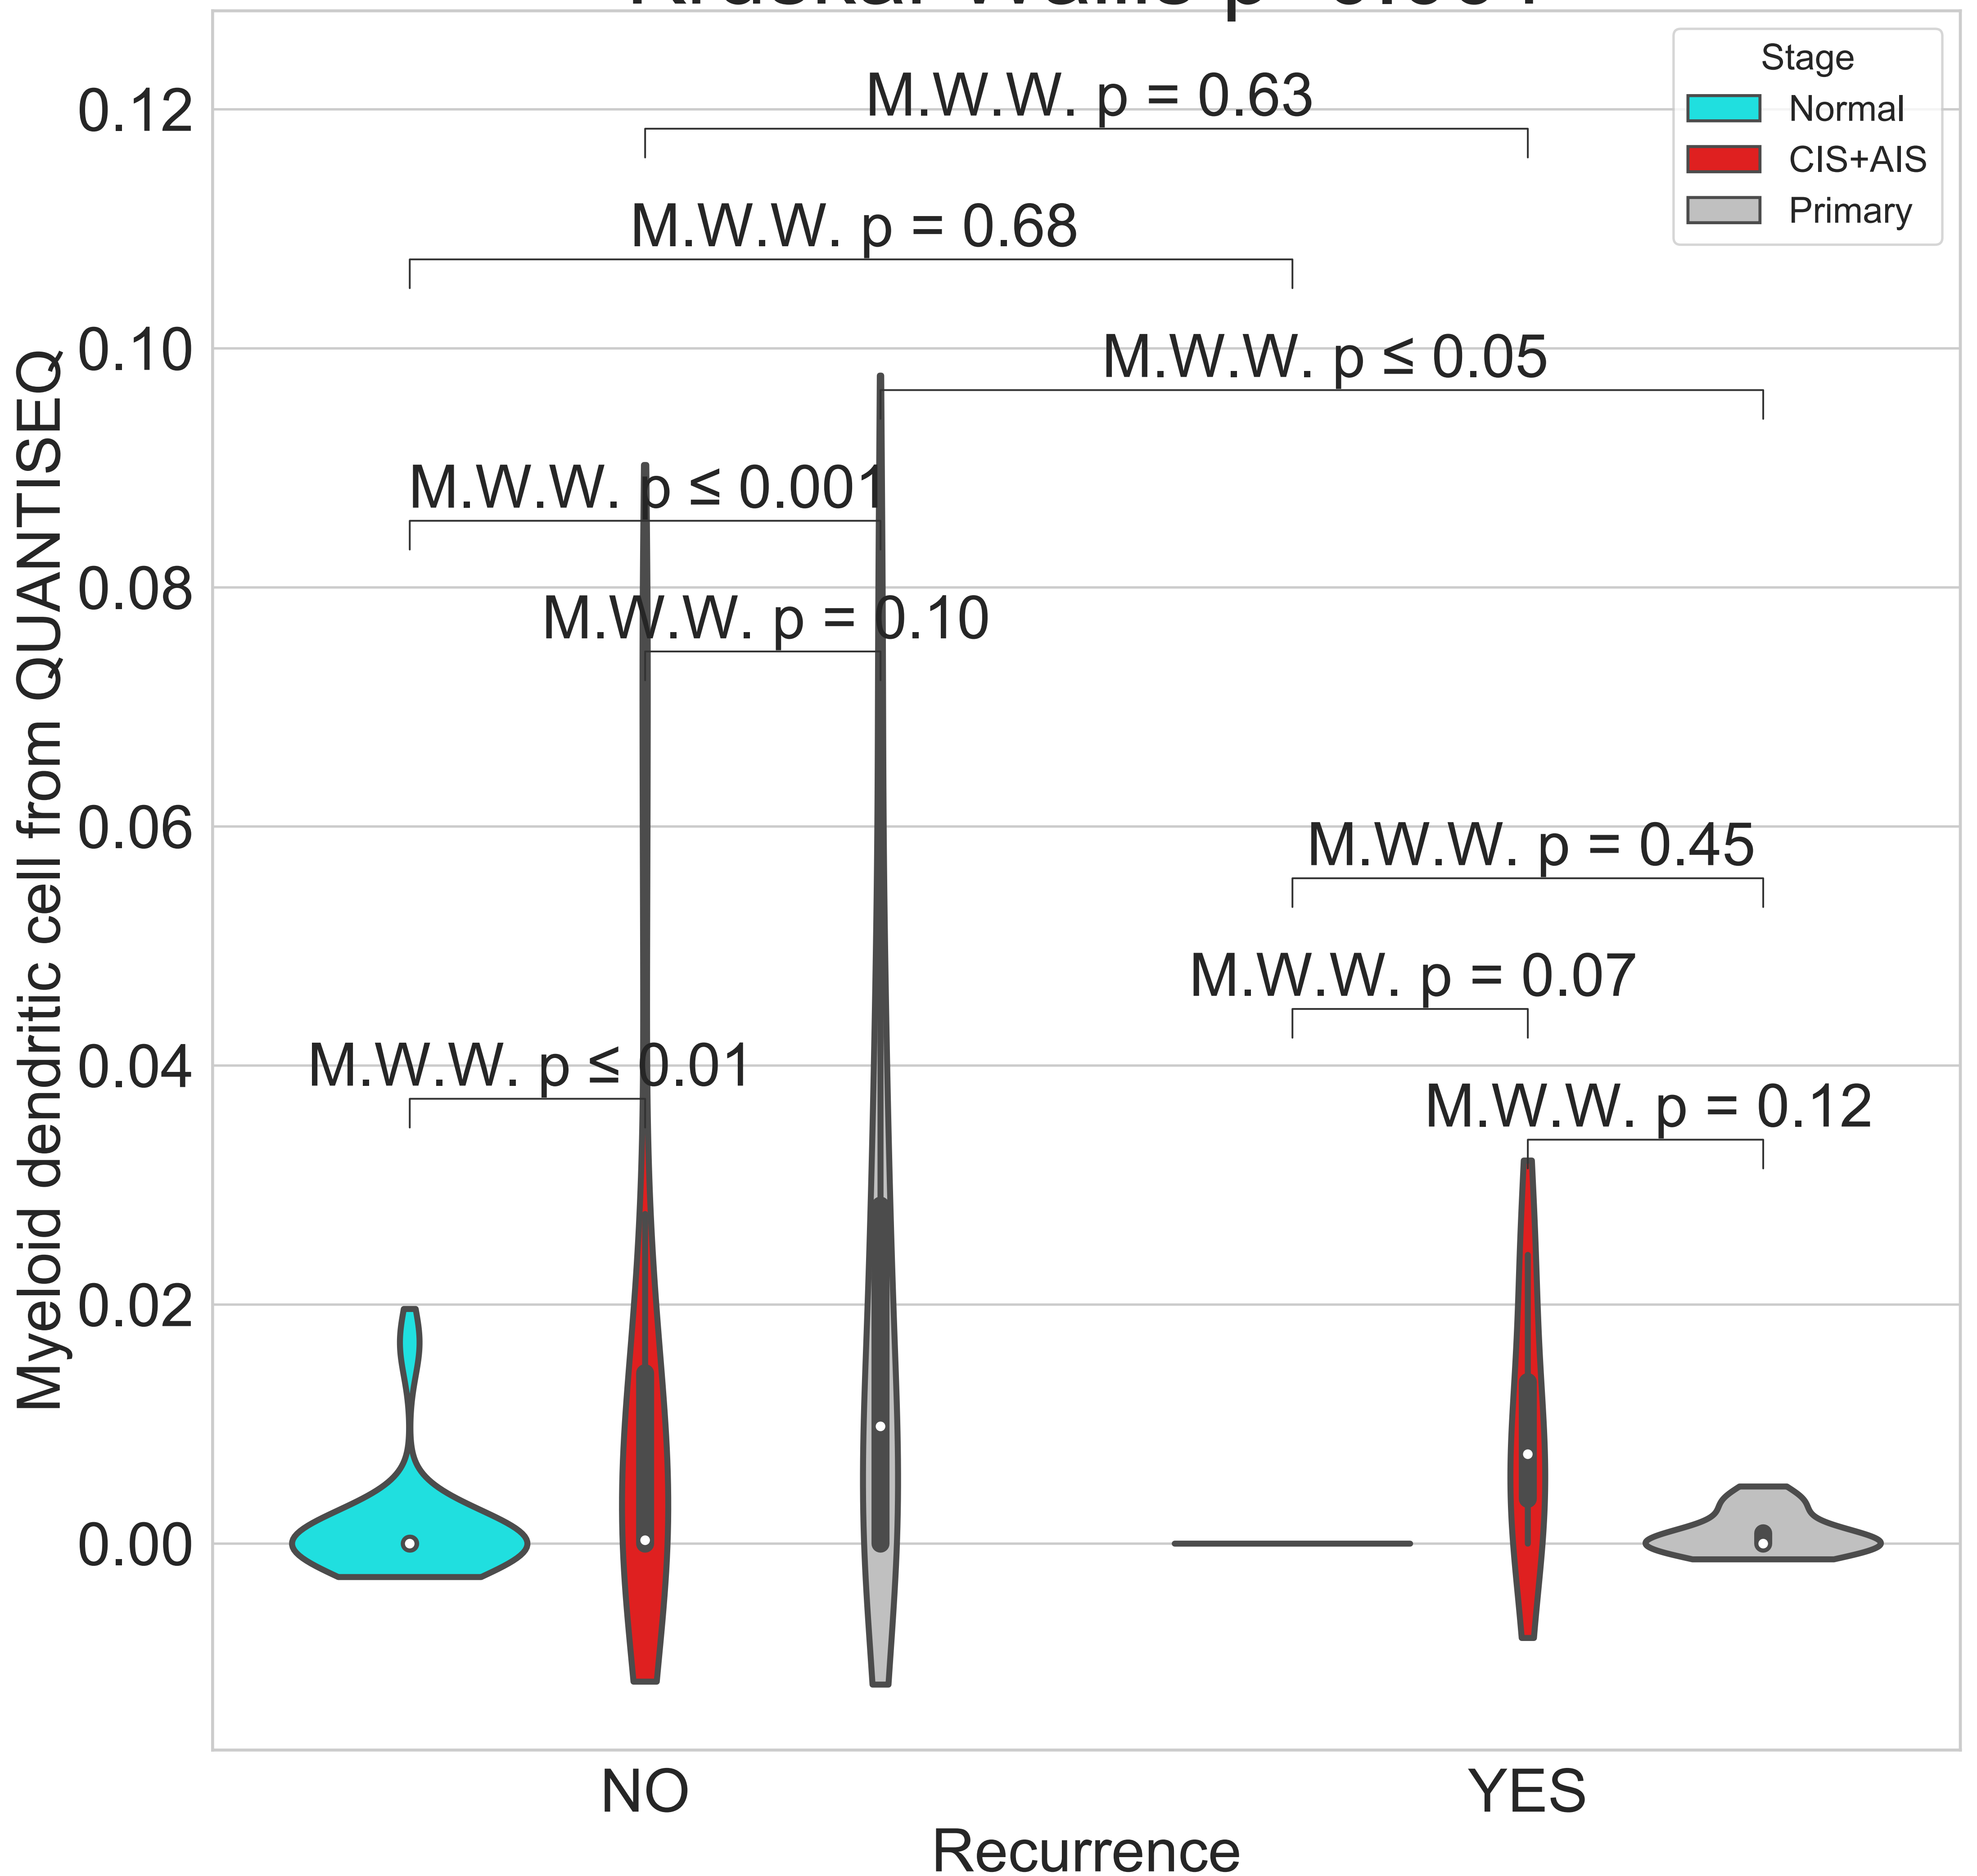 Stage
Normal
CIS+AIS
Primary
M.W.W. p = 0.63
M.W.W. p = 0.68
M.W.W. p ≤ 0.05
M.W.W. p ≤ 0.001
M.W.W. p = 0.10
M.W.W. p = 0.45
M.W.W. p = 0.07
M.W.W. p ≤ 0.01
M.W.W. p = 0.12
0.12
0.10
0.08
0.06
0.04
0.02
0.00
Myeloid dendritic cell from QUANTISEQ
NO
YES
Recurrence